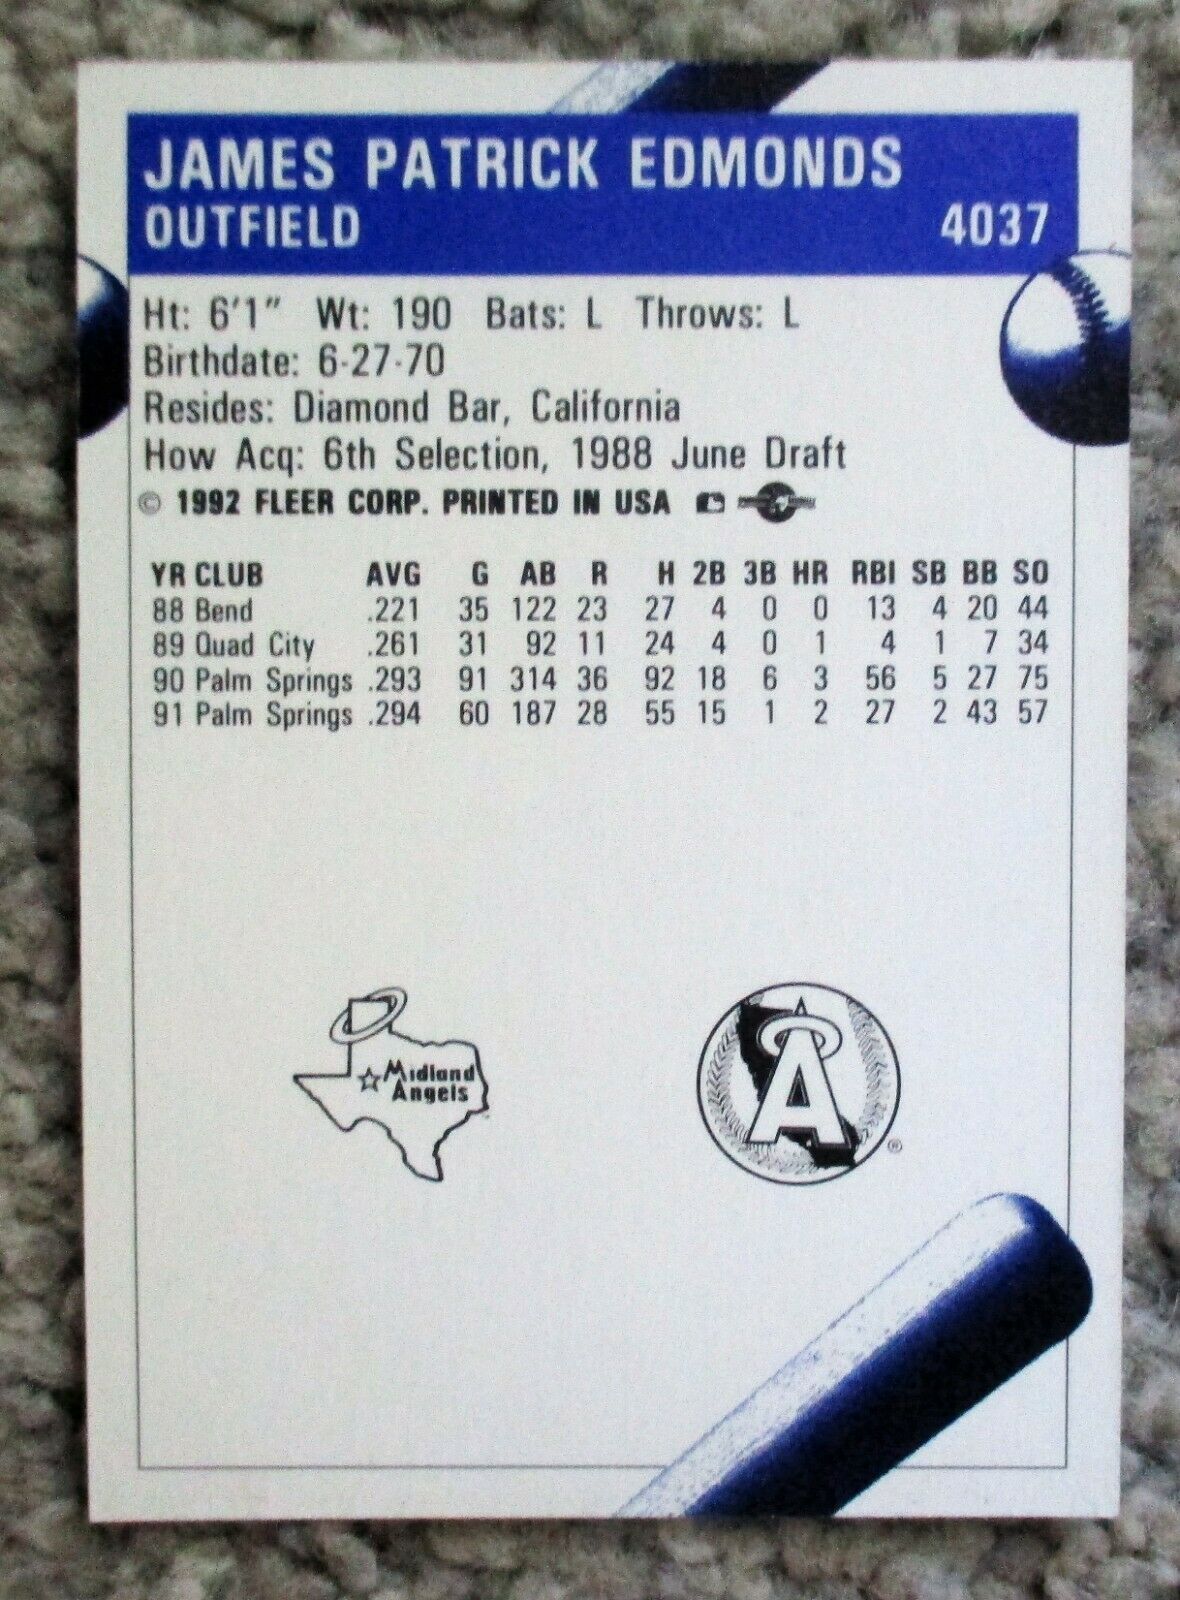 JAMES PATRICK EDMONDS
OUTFIELD 4037
Ht: 6'1" Wt: 190 Bats: L Throws: L
Birthdate: 6-27-70
Resides: Diamond Bar, California
How Acq: 6th Selection, 1988 June Draft
© 1992 FLEER CORP. PRINTED IN USA
YR CLUB AVG G AB R H 2B 3B HR RBI SB BB SO
88 Bend .221 35 122 23 27 4 0 0 13 4 20 44
89 Quad City .261 31 92 11 24 4 0 1 4 1 7 34
90 Palm Springs .293 91 314 36 92 18 6 3 56 5 27 75
91 Palm Springs .294 60 187 28 55 15 1 2 27 2 43 57
Midland
Angels
A
®